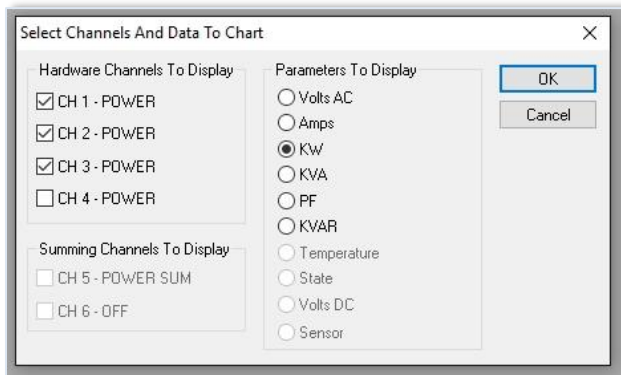 Select Channels And Data To Chart
Hardware Channels To Display
CH 1 - POWER
CH 2 - POWER
CH 3 - POWER
CH 4 - POWER
Summing Channels To Display
CH 5 - POWER SUM
CH 6 - OFF
Parameters To Display
Volts AC
Amps
KW
KVA
PF
KVAR
Temperature
State
Volts DC
Sensor
OK
Cancel